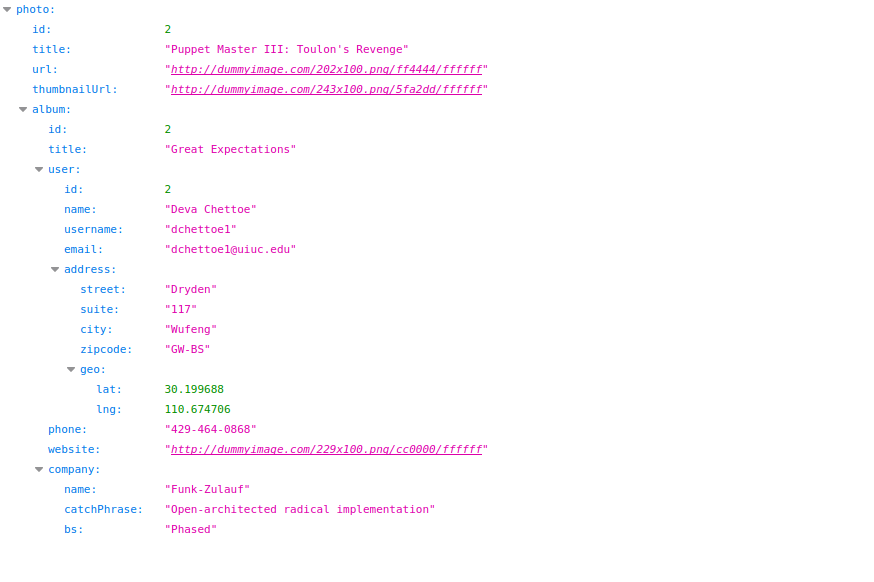 photo:
id: 2
title: "Puppet Master III: Toulon's Revenge"
url: "http://dummyimage.com/202x100.png/ff4444/ffffff"
thumbnailUrl: "http://dummyimage.com/243x100.png/5fa2dd/ffffff"
album:
id: 2
title: "Great Expectations"
user:
id: 2
name: "Deva Chettoe"
username: "dchettoe1"
email: "dchettoe1@uiuc.edu"
address:
street: "Dryden"
suite: "117"
city: "Wufeng"
zipcode: "GW-BS"
geo:
lat: 30.199688
lng: 110.674706
phone: "429-464-0868"
website: "http://dummyimage.com/229x100.png/cc0000/ffffff"
company:
name: "Funk-Zulauf"
catchPhrase: "Open-architected radical implementation"
bs: "Phased"